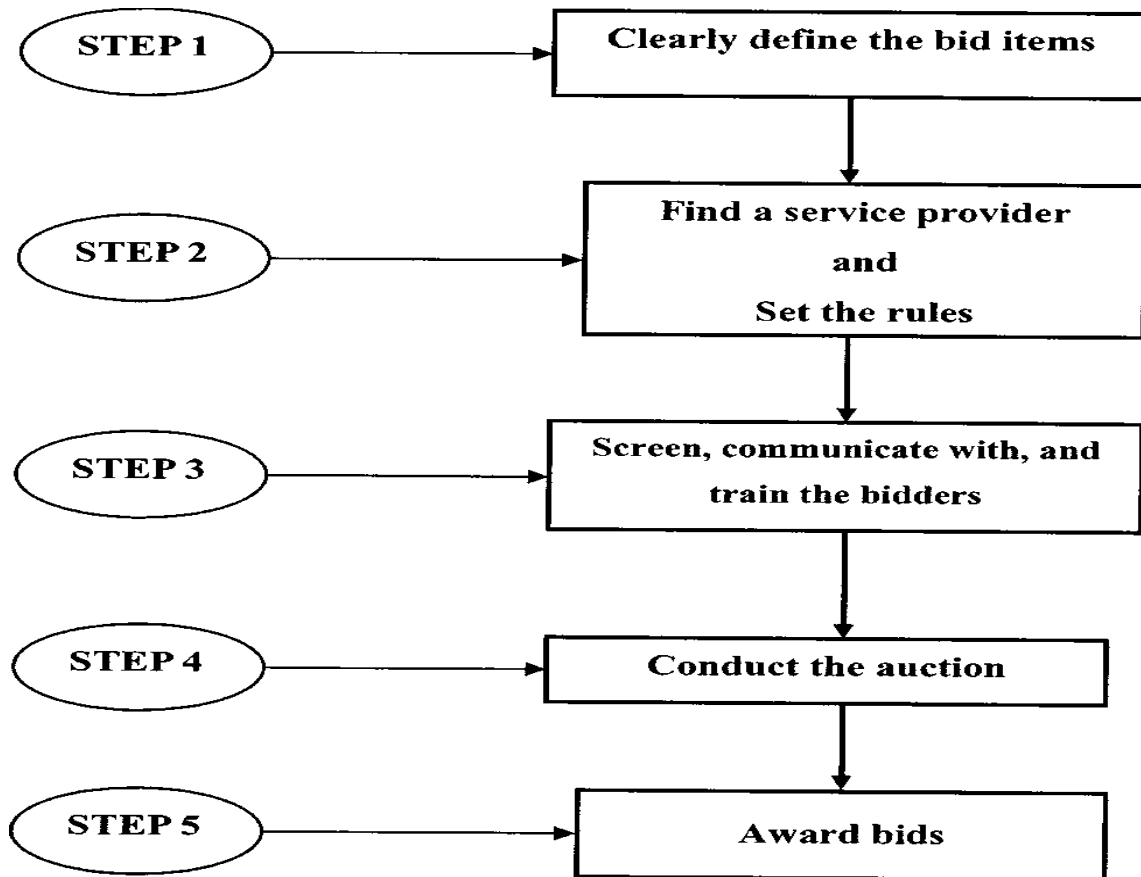 STEP 1
Clearly define the bid items
STEP 2
Find a service provider
and
Set the rules
STEP 3
Screen, communicate with, and
train the bidders
STEP 4
Conduct the auction
STEP 5
Award bids